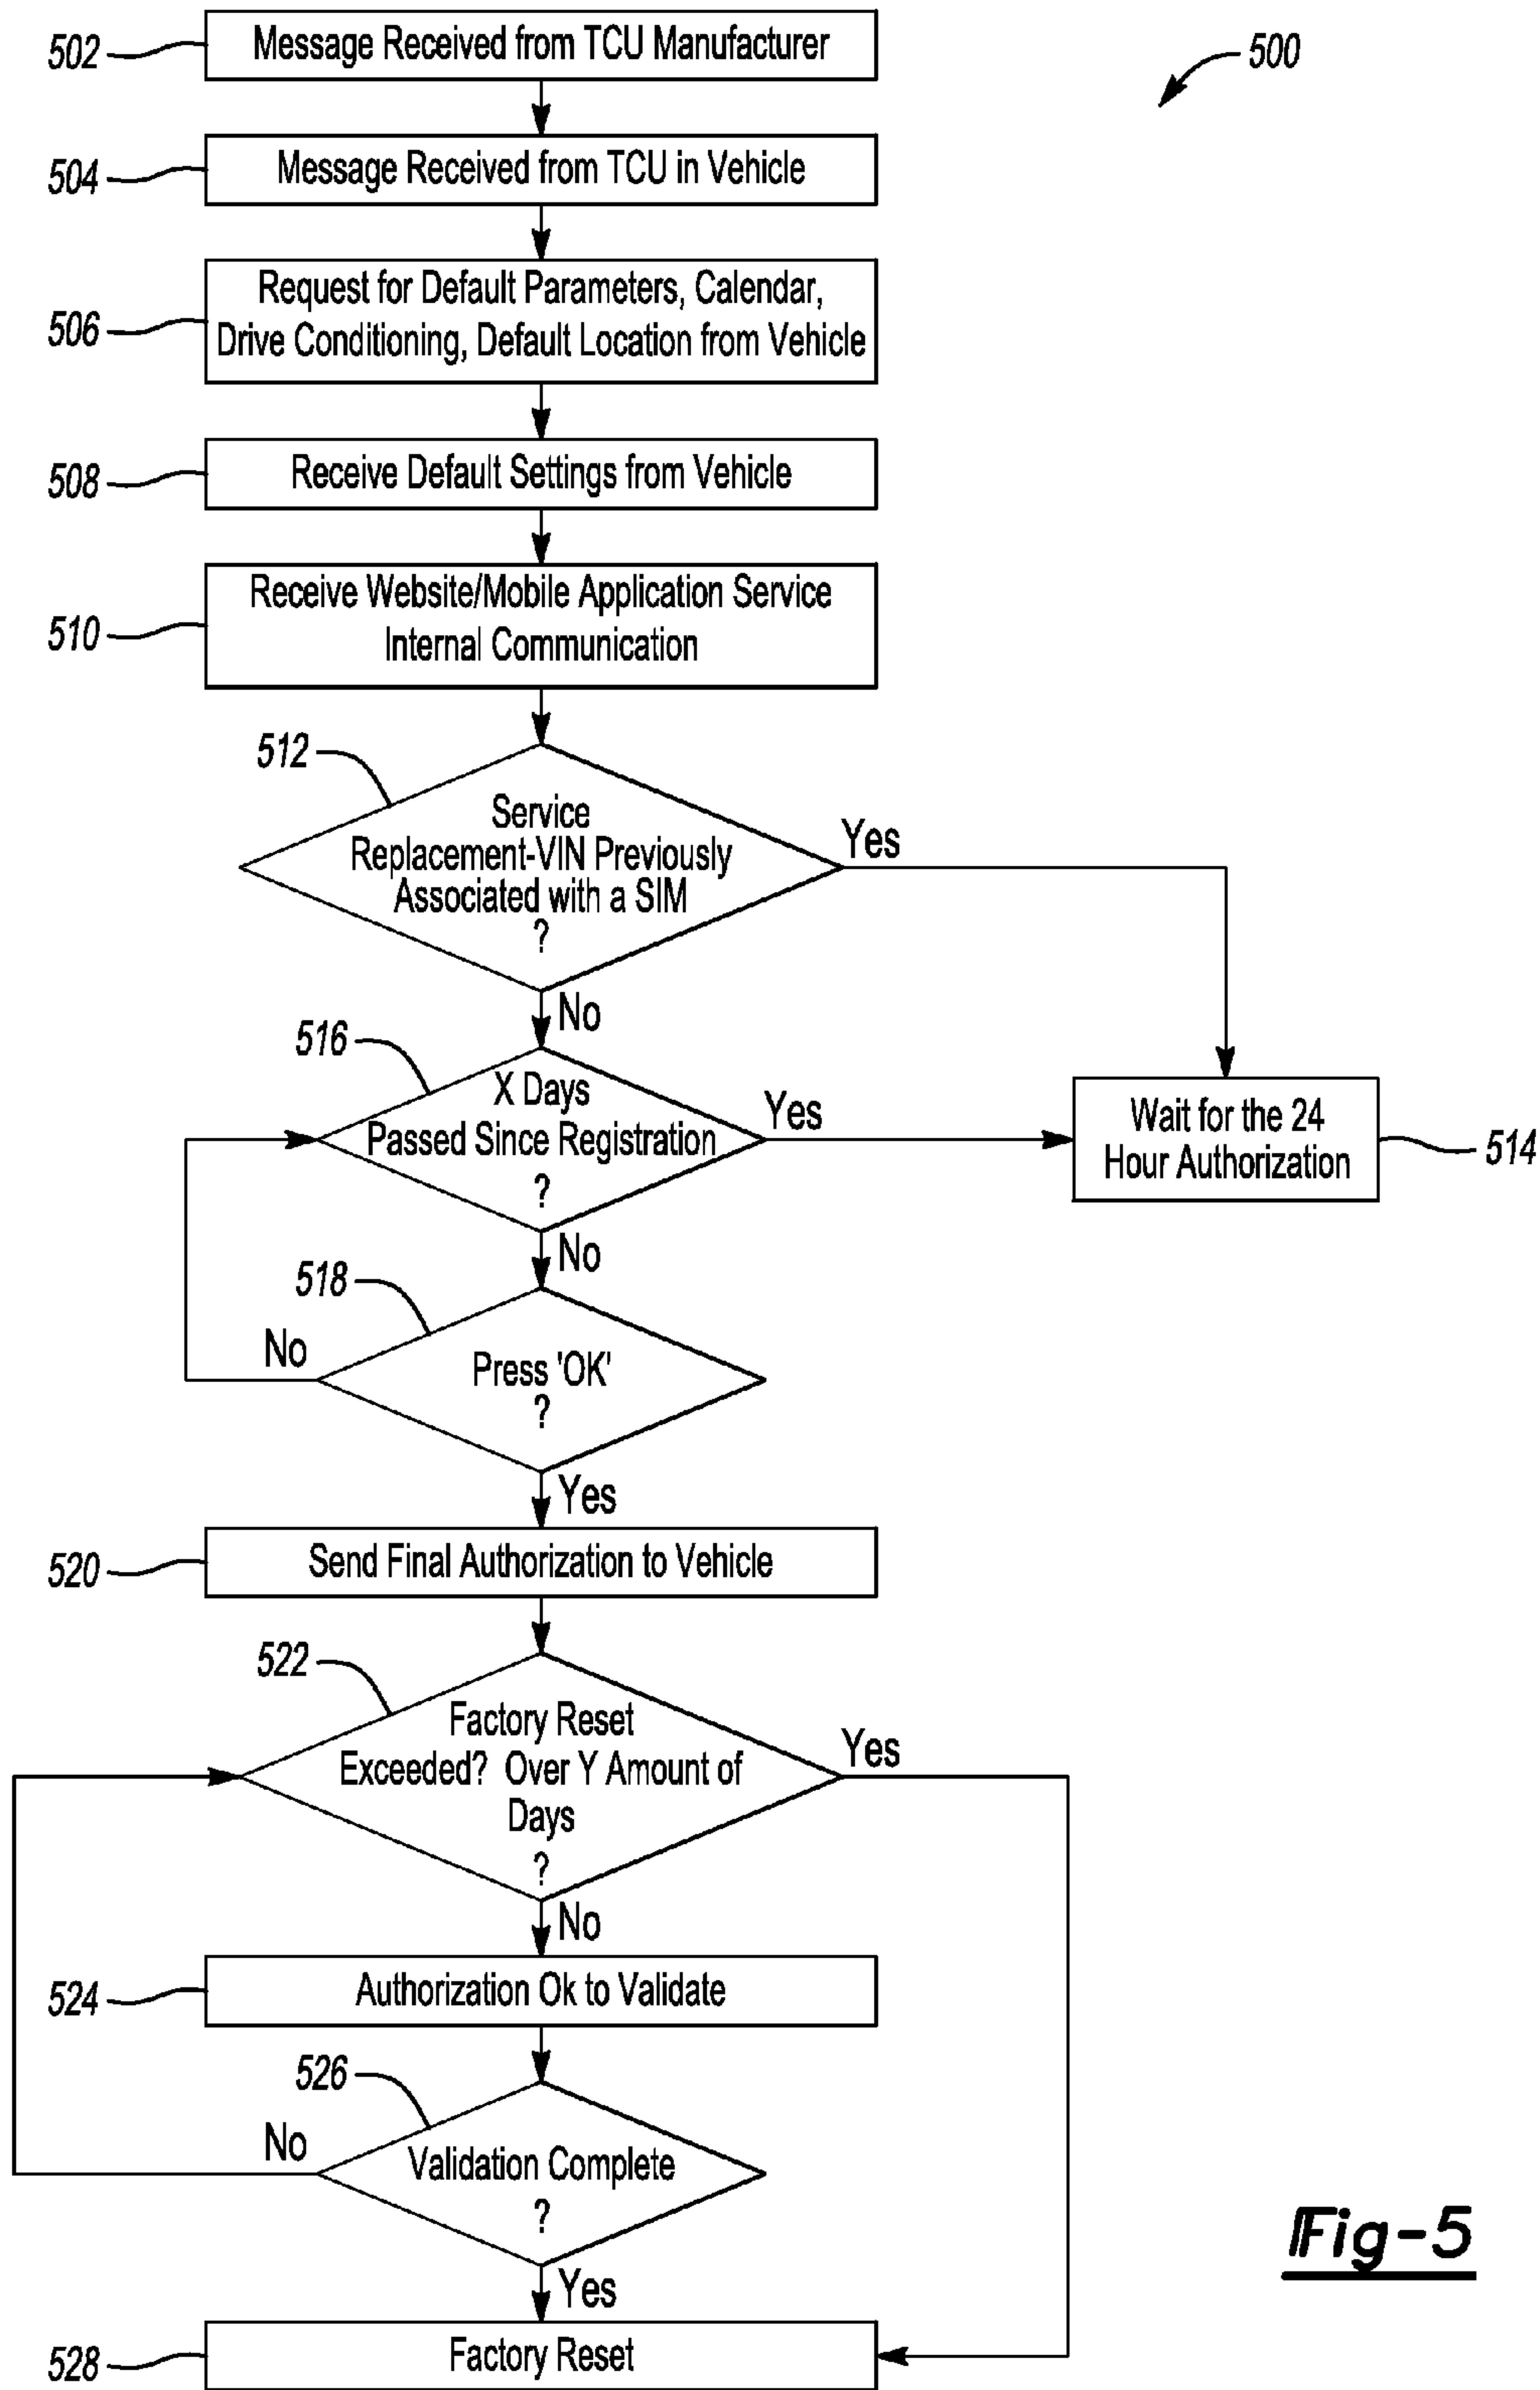 502
Message Received from TCU Manufacturer
500
504
Message Received from TCU in Vehicle
506
Request for Default Parameters, Calendar,
Drive Conditioning, Default Location from Vehicle
508
Receive Default Settings from Vehicle
510
Receive Website/Mobile Application Service
Internal Communication
512
Service
Replacement-VIN Previously
Associated with a SIM
?
Yes
No
516
X Days
Passed Since Registration
?
Yes
Wait for the 24
Hour Authorization
514
No
518
No
Press 'OK'
?
Yes
520
Send Final Authorization to Vehicle
522
Factory Reset
Exceeded? Over Y Amount of
Days
?
Yes
No
524
Authorization Ok to Validate
526
No
Validation Complete
?
Yes
528
Factory Reset
Fig-5